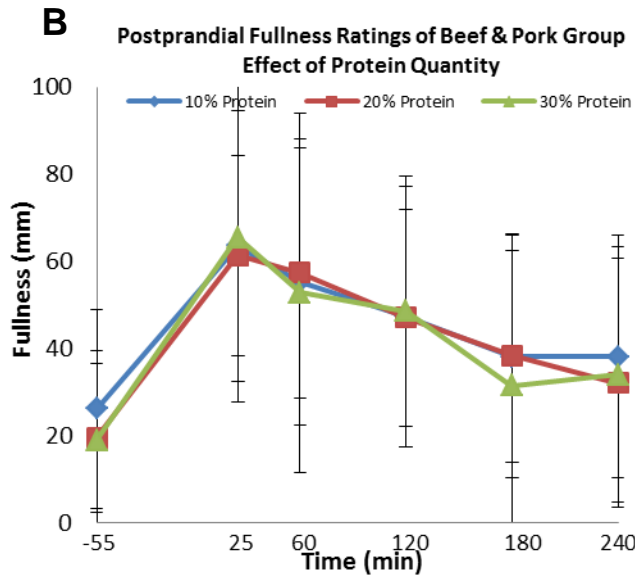 B
Postprandial Fullness Ratings of Beef & Pork Group
Effect of Protein Quantity
10% Protein 20% Protein 30% Protein
Fullness (mm)
100
80
60
40
20
0
-55 25 60 120 180 240
Time (min)